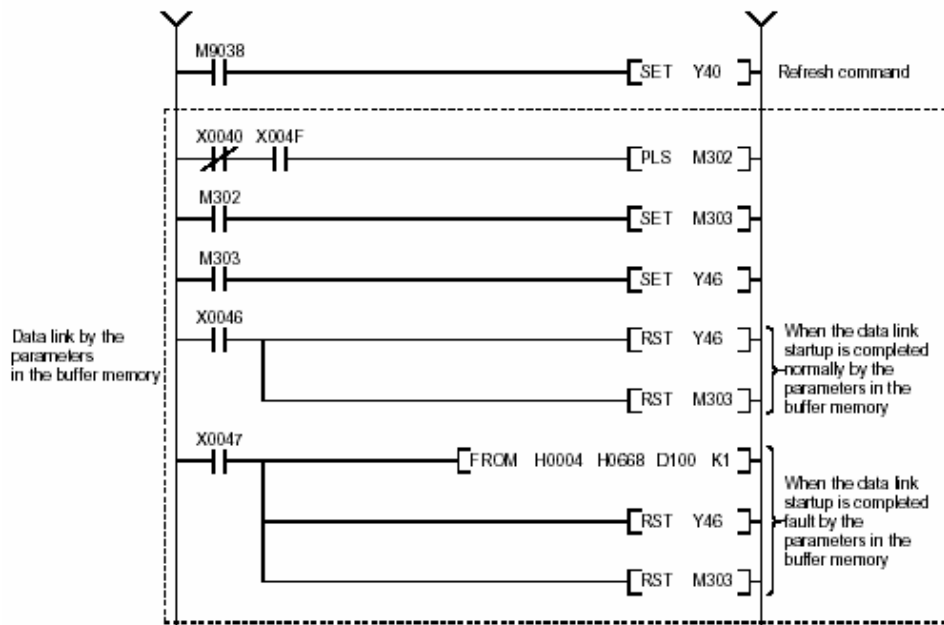 M9038
SET Y40 Refresh command
X0040 X004F
PLS M302
M302
SET M303
M303
SET Y46
X0046
RST Y46
RST M303
When the data link
startup is completed
normally by the
parameters in the
buffer memory
Data link by the
parameters
in the buffer memory
X0047
FROM H0004 H0668 D100 K1
RST Y46
RST M303
When the data link
startup is completed
fault by the
parameters in the
buffer memory